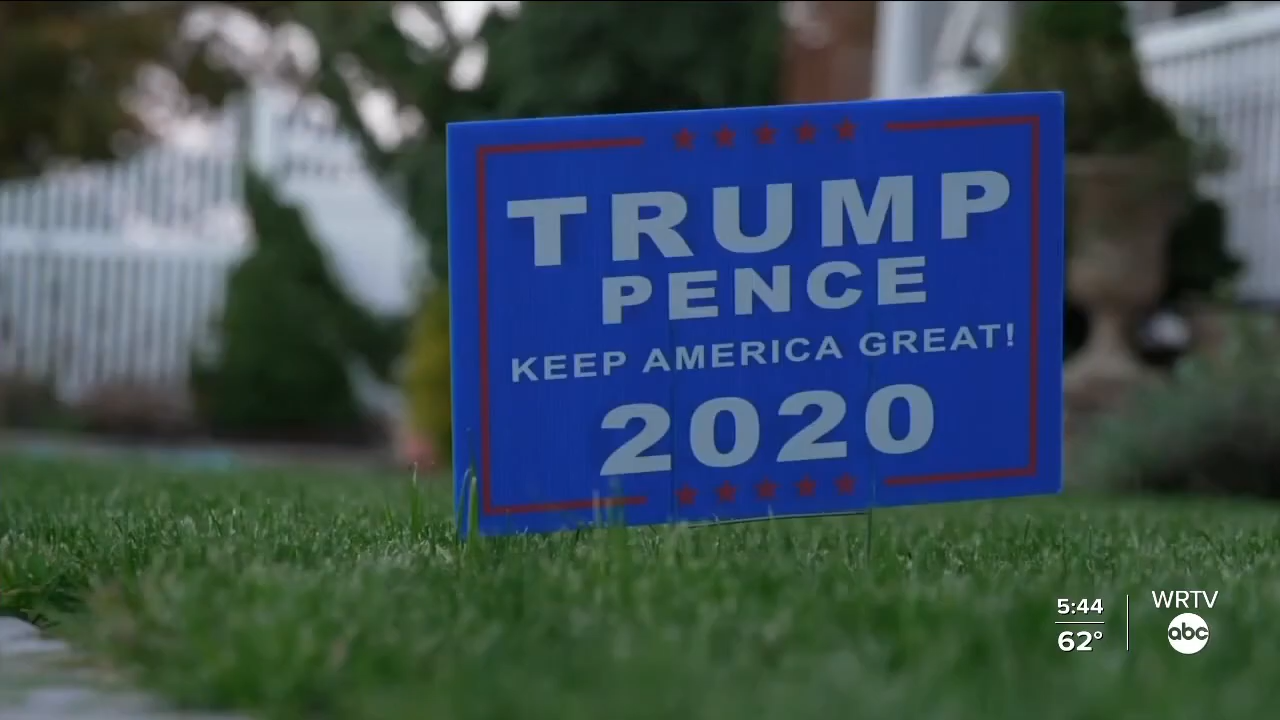 TRUMP
PENCE
KEEP AMERICA GREAT!
2020
5:44
62°
WRTV
abc